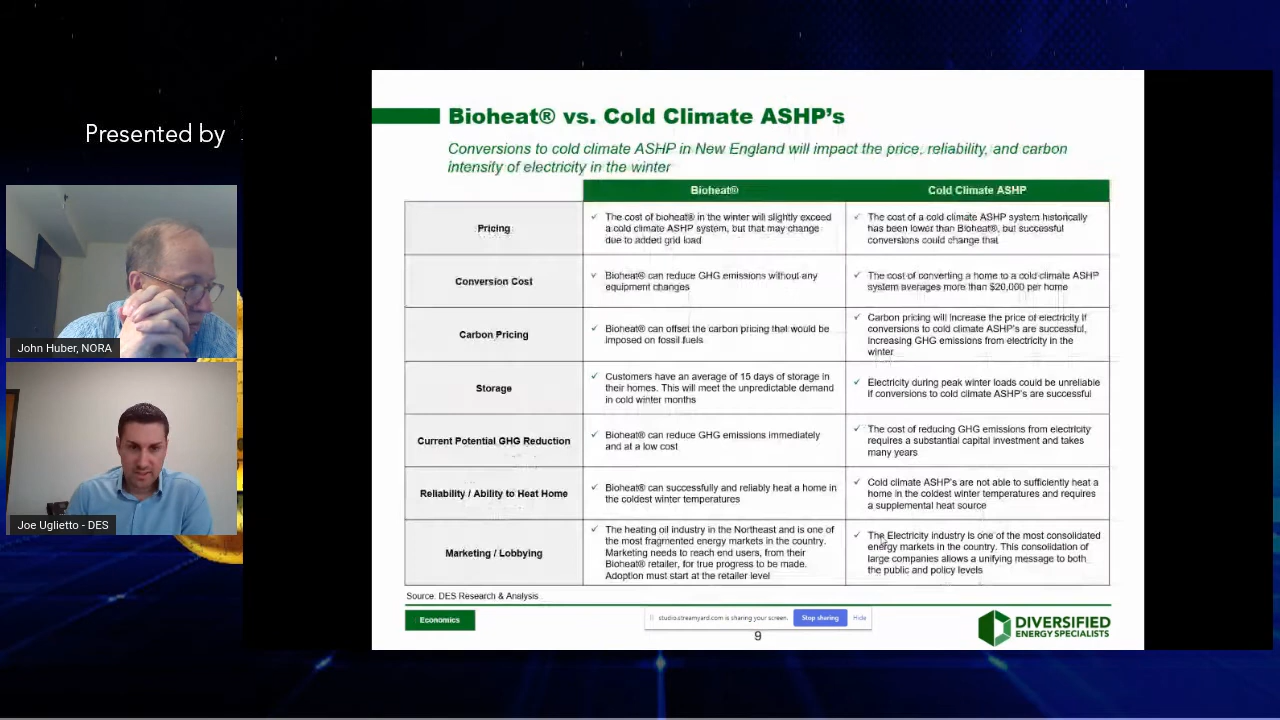 Presented by
John Huber, NORA
Joe Uglietto - DES
Bioheat® vs. Cold Climate ASHP's
Conversions to cold climate ASHP in New England will impact the price, reliability, and carbon
intensity of electricity in the winter
Bioheat®
Cold Climate ASHP
Pricing
✓ The cost of bioheat® in the winter will slightly exceed
a cold climate ASHP system, but that may change
due to added grid load
✓ The cost of a cold climate ASHP system historically
has been lower than Bioheat®, but successful
conversions could change that
Conversion Cost
✓ Bioheat® can reduce GHG emissions without any
equipment changes
✓ The cost of converting a home to a cold climate ASHP
system averages more than $20,000 per home
Carbon Pricing
✓ Bioheat® can offset the carbon pricing that would be
imposed on fossil fuels
✓ Carbon pricing will increase the price of electricity if
conversions to cold climate ASHP's are successful,
increasing GHG emissions from electricity in the
winter
Storage
✓ Customers have an average of 15 days of storage in
their homes. This will meet the unpredictable demand
in cold winter months
✓ Electricity during peak winter loads could be unreliable
if conversions to cold climate ASHP's are successful
Current Potential GHG Reduction
✓ Bioheat® can reduce GHG emissions immediately
and at a low cost
✓ The cost of reducing GHG emissions from electricity
requires a substantial capital investment and takes
many years
Reliability / Ability to Heat Home
✓ Bioheat® can successfully and reliably heat a home in
the coldest winter temperatures
✓ Cold climate ASHP's are not able to sufficiently heat a
home in the coldest winter temperatures and requires
a supplemental heat source
Marketing / Lobbying
✓ The heating oil industry in the Northeast and is one of
the most fragmented energy markets in the country.
Marketing needs to reach end users, from their
Bioheat® retailer, for true progress to be made.
Adoption must start at the retailer level
✓ The Electricity industry is one of the most consolidated
energy markets in the country. This consolidation of
large companies allows a unifying message to both
the public and policy levels
Source: DES Research & Analysis
Economics
studio.streamyard.com is sharing your screen.
Stop sharing
Hide
9
DIVERSIFIED
ENERGY SPECIALISTS